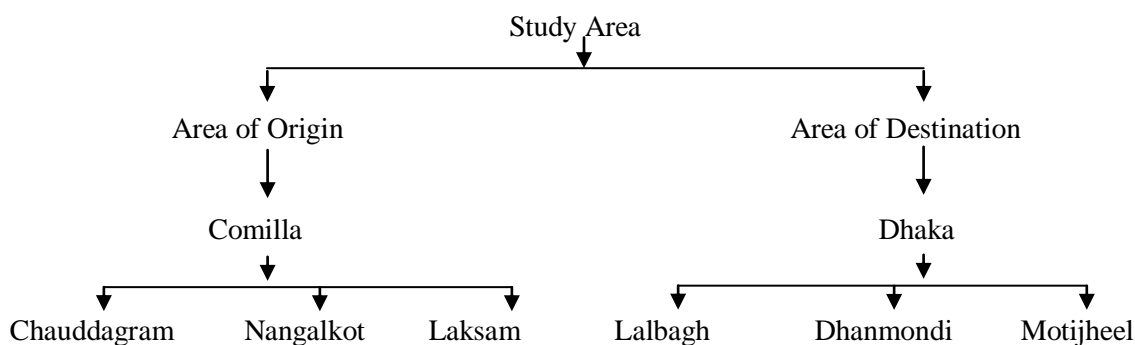 Study Area
Area of Origin Area of Destination
Comilla Dhaka
Chauddagram Nangalkot Laksam Lalbagh Dhanmondi Motijheel